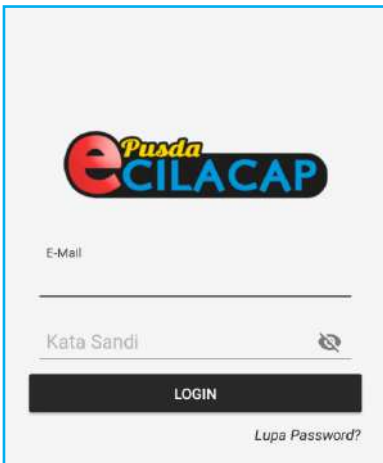 e Pusda
CILACAP
E-Mail
Kata Sandi
LOGIN
Lupa Password?